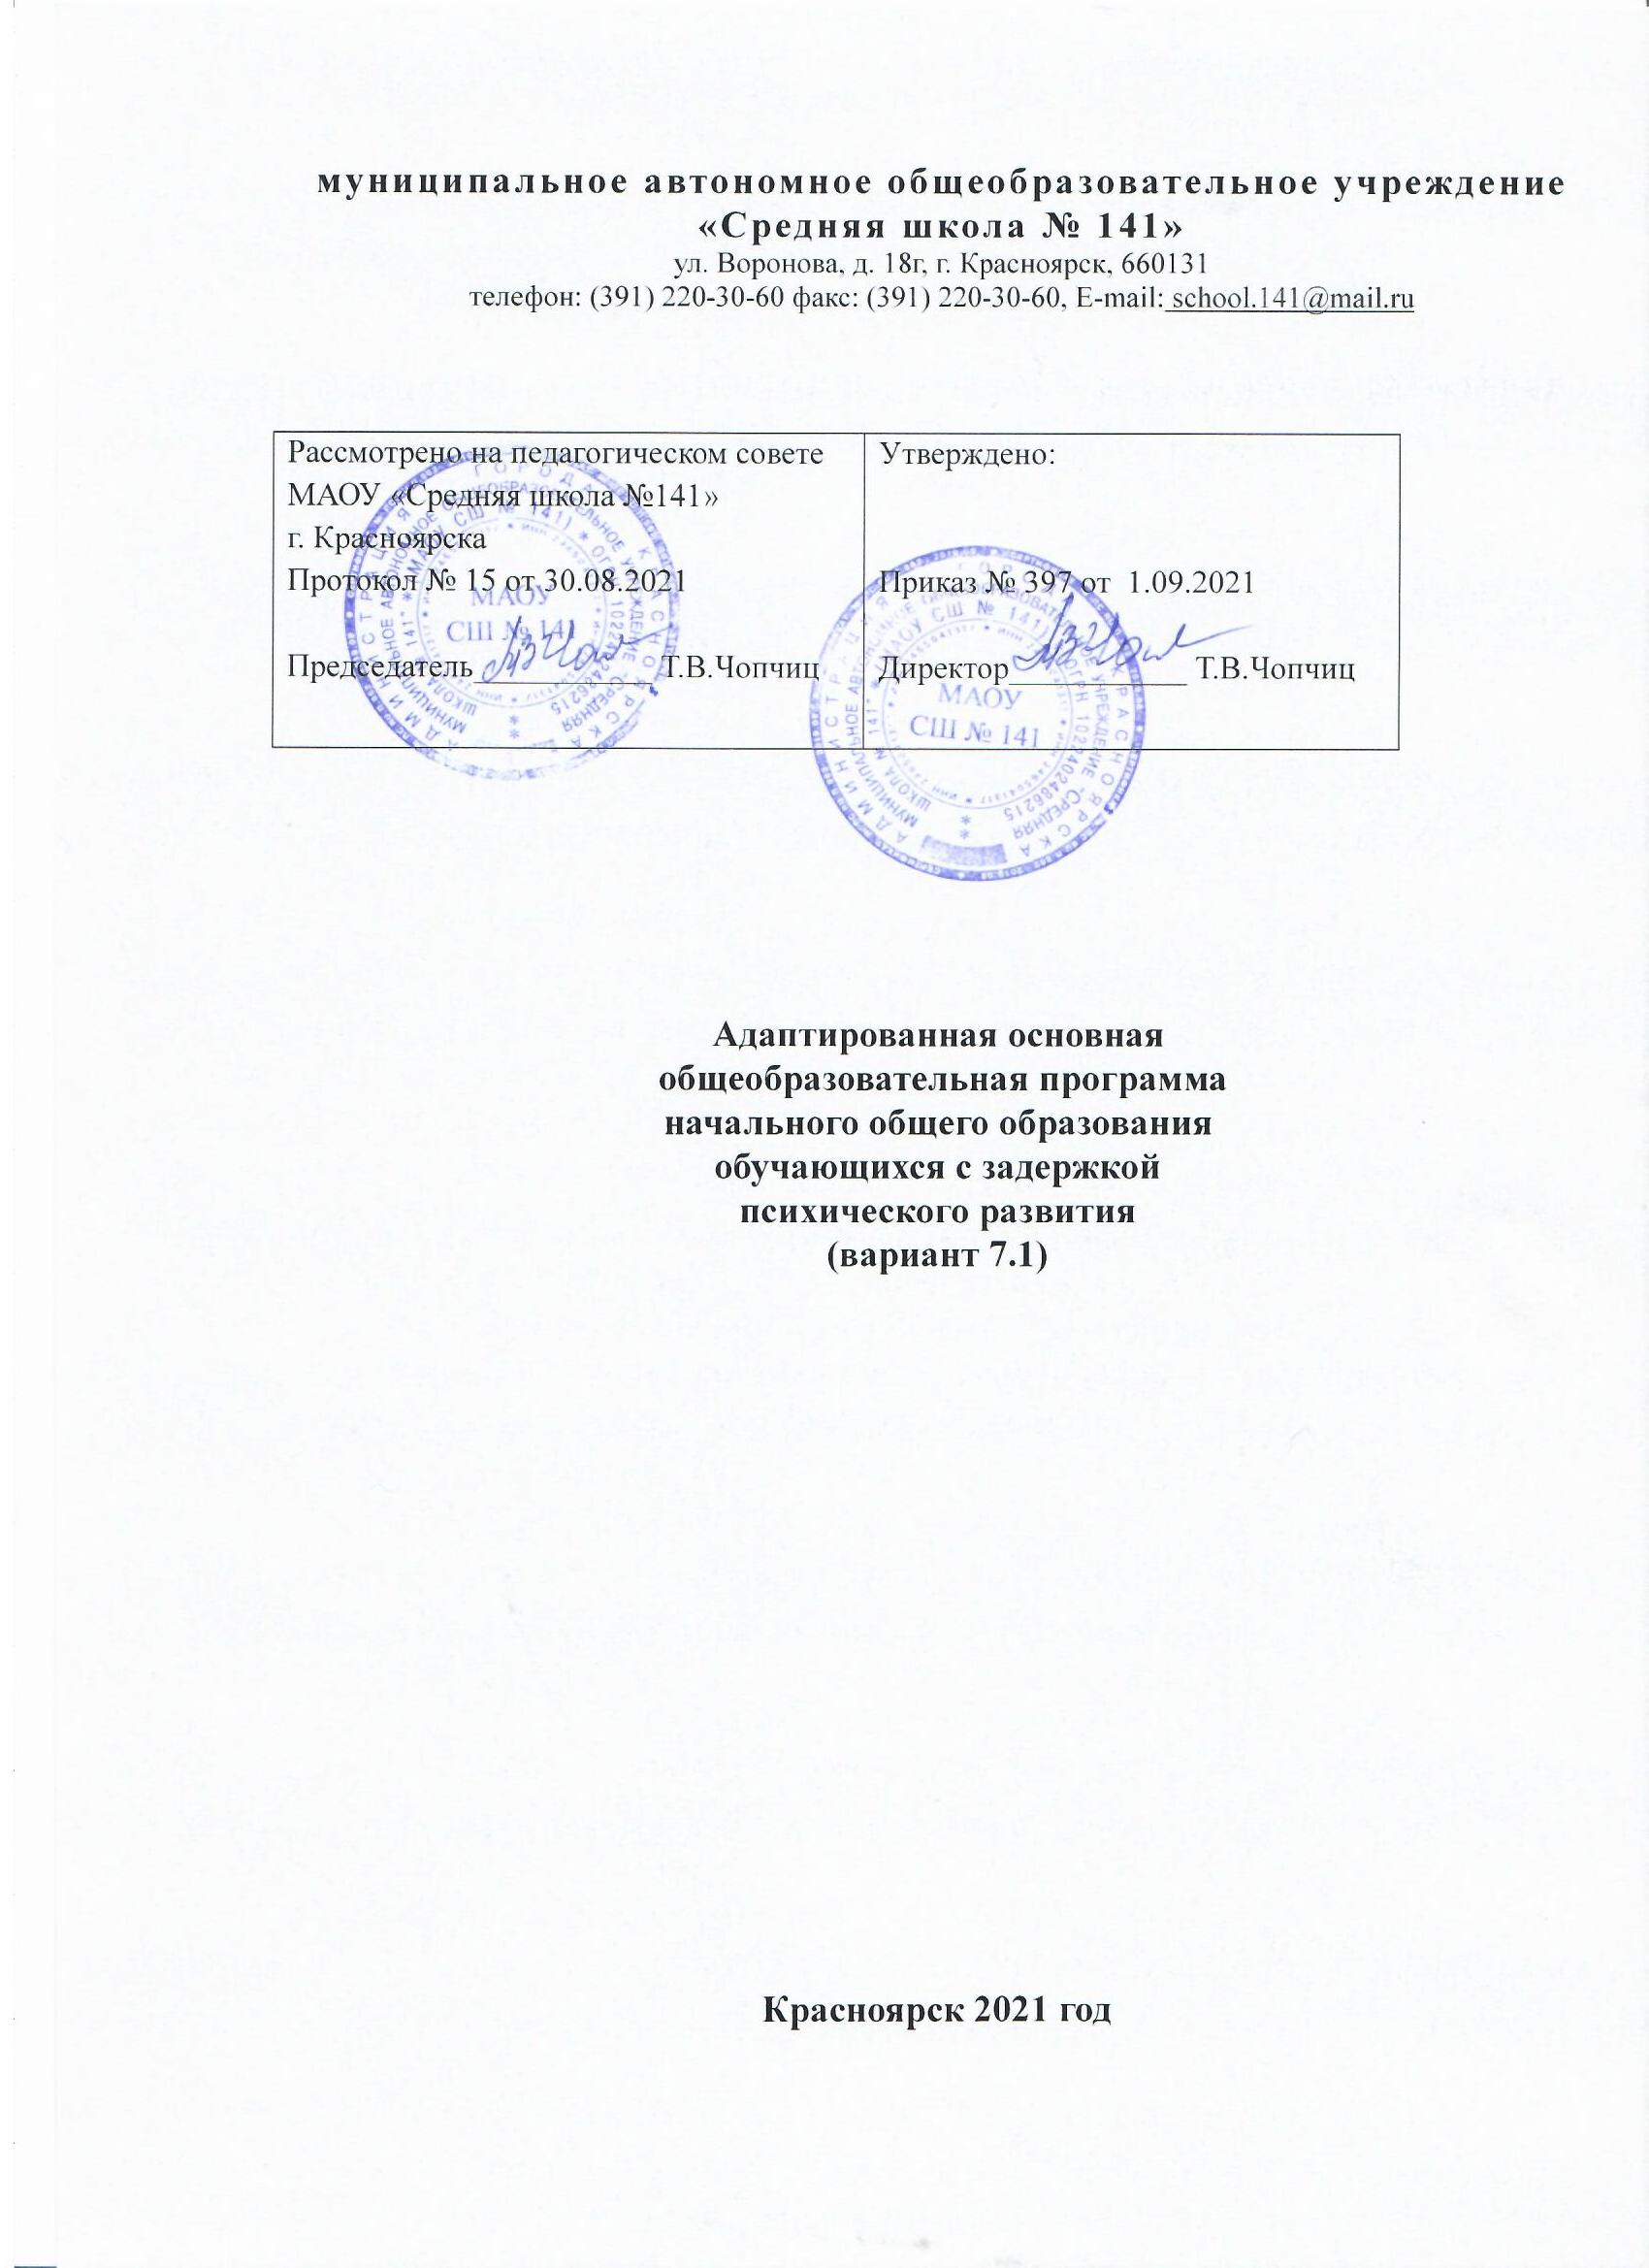 муниципальное автономное общеобразовательное учреждение
«Средняя школа № 141»
ул. Воронова, д. 18г, г. Красноярск, 660131
телефон: (391) 220-30-60 факс: (391) 220-30-60, E-mail: school.141@mail.ru
Рассмотрено на педагогическом совете
МАОУ «Средняя школа №141»
г. Красноярска
Протокол № 15 от 30.08.2021
Председатель____________ Т.В.Чопчиц
Утверждено:
Приказ № 397 от 1.09.2021
Директор____________ Т.В.Чопчиц
МАОУ
СШ № 141
МАОУ
СШ № 141
Адаптированная основная
общеобразовательная программа
начального общего образования
обучающихся с задержкой
психического развития
(вариант 7.1)
Красноярск 2021 год